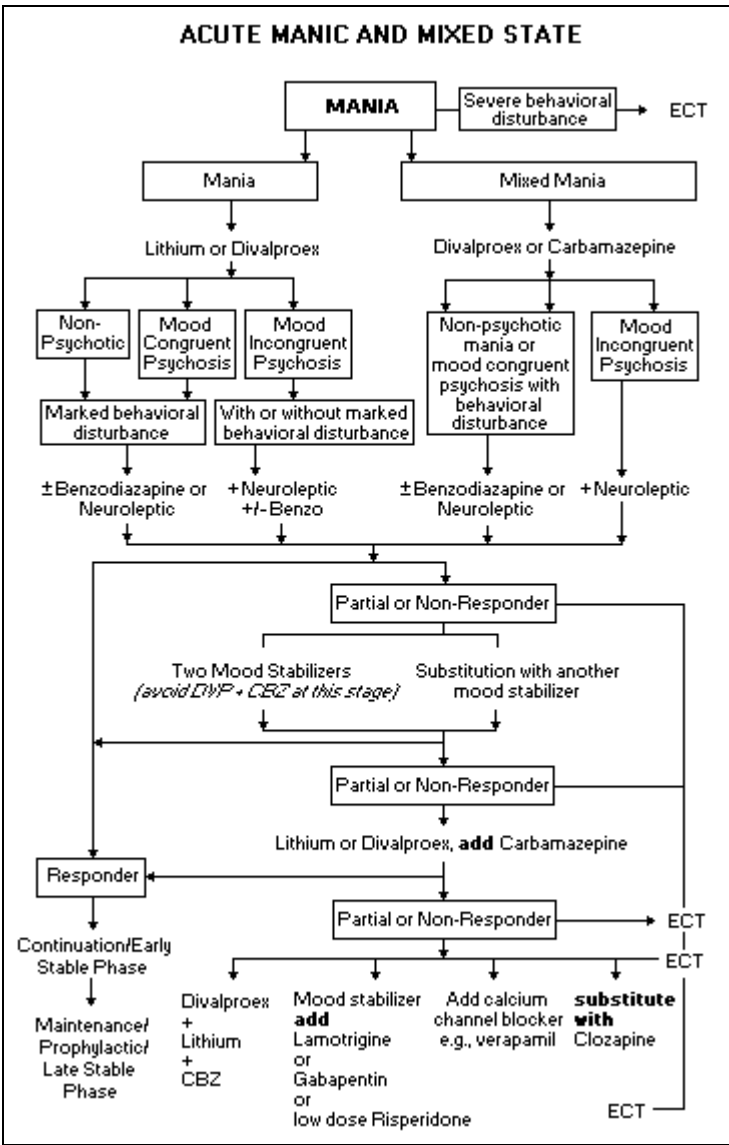 ACUTE MANIC AND MIXED STATE
MANIA
Severe behavioral
disturbance
ECT
Mania
Mixed Mania
Lithium or Divalproex
Divalproex or Carbamazepine
Non-
Psychotic
Mood
Congruent
Psychosis
Mood
Incongruent
Psychosis
Non-psychotic
mania or
mood congruent
psychosis with
behavioral
disturbance
Mood
Incongruent
Psychosis
Marked behavioral
disturbance
With or without marked
behavioral disturbance
±Benzodiazapine or
Neuroleptic
+Neuroleptic
+/- Benzo
±Benzodiazapine or
Neuroleptic
+Neuroleptic
Partial or Non-Responder
Two Mood Stabilizers
(avoid DVP + CBZ at this stage)
Substitution with another
mood stabilizer
Partial or Non-Responder
Lithium or Divalproex, add Carbamazepine
Responder
Partial or Non-Responder
ECT
Continuation/Early
Stable Phase
ECT
Maintenance/
Prophylactic/
Late Stable
Phase
Divalproex
+
Lithium
+
CBZ
Mood stabilizer
add
Lamotrigine
or
Gabapentin
or
low dose Risperidone
Add calcium
channel blocker
e.g., verapamil
substitute
with
Clozapine
ECT